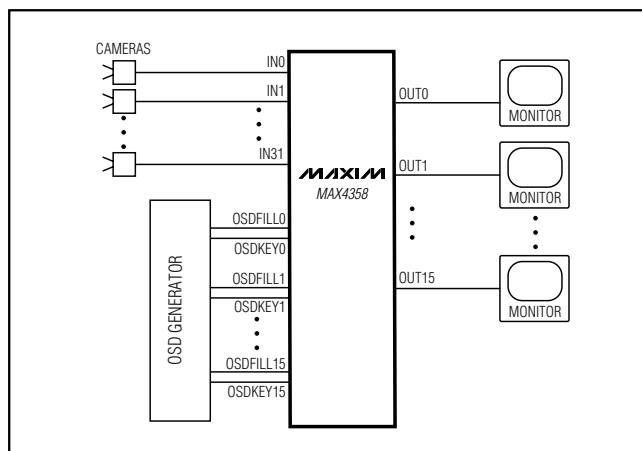 CAMERAS
IN0
IN1
IN31
OUT0
OUT1
OUT15
MONITOR
MONITOR
MONITOR
MAXIM
MAX4358
OSD GENERATOR
OSDFILL0
OSDKEY0
OSDFILL1
OSDKEY1
OSDFILL15
OSDKEY15